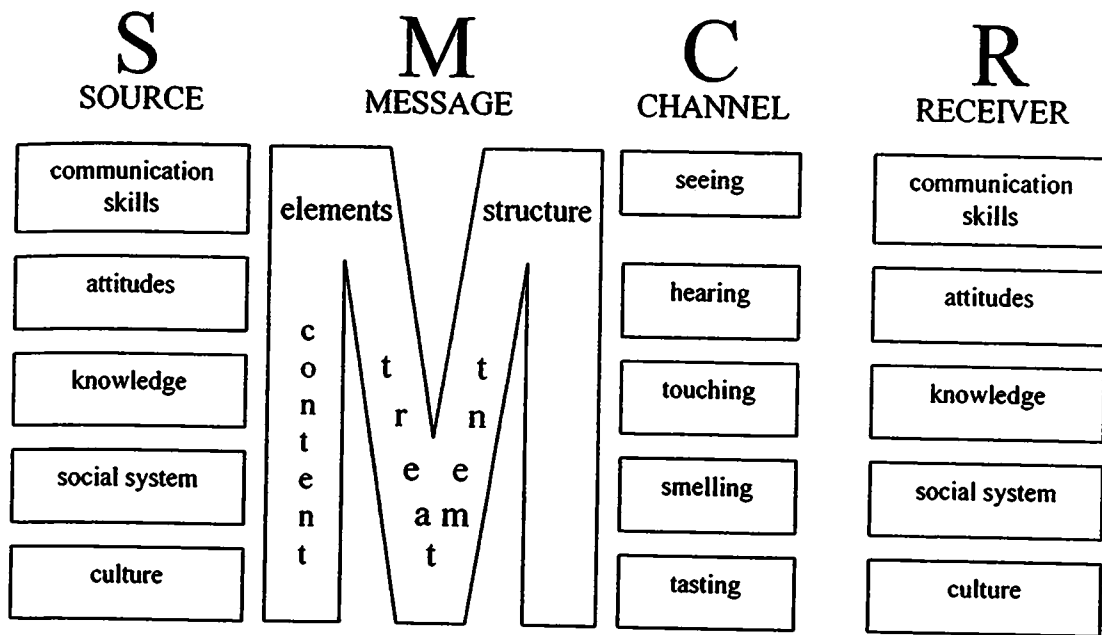 S
SOURCE
communication
skills
attitudes
knowledge
social system
culture
M
MESSAGE
elements
structure
content
treatment
C
CHANNEL
seeing
hearing
touching
smelling
tasting
R
RECEIVER
communication
skills
attitudes
knowledge
social system
culture